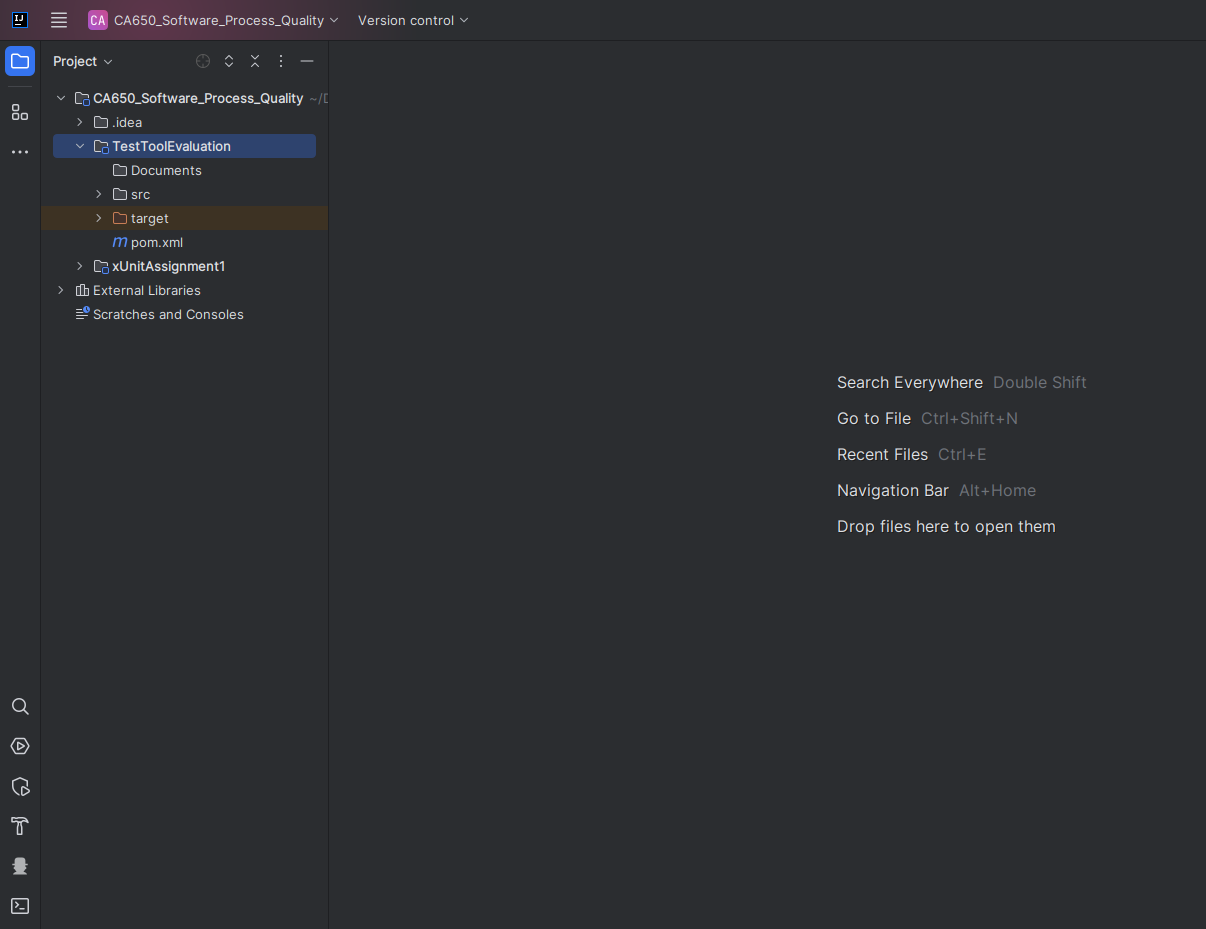 IJ
CA CA650_Software_Process_Quality Version control
Project
CA650_Software_Process_Quality ~/D
.idea
TestToolEvaluation
Documents
src
target
m pom.xml
xUnitAssignment1
External Libraries
Scratches and Consoles
Search Everywhere Double Shift
Go to File Ctrl+Shift+N
Recent Files Ctrl+E
Navigation Bar Alt+Home
Drop files here to open them